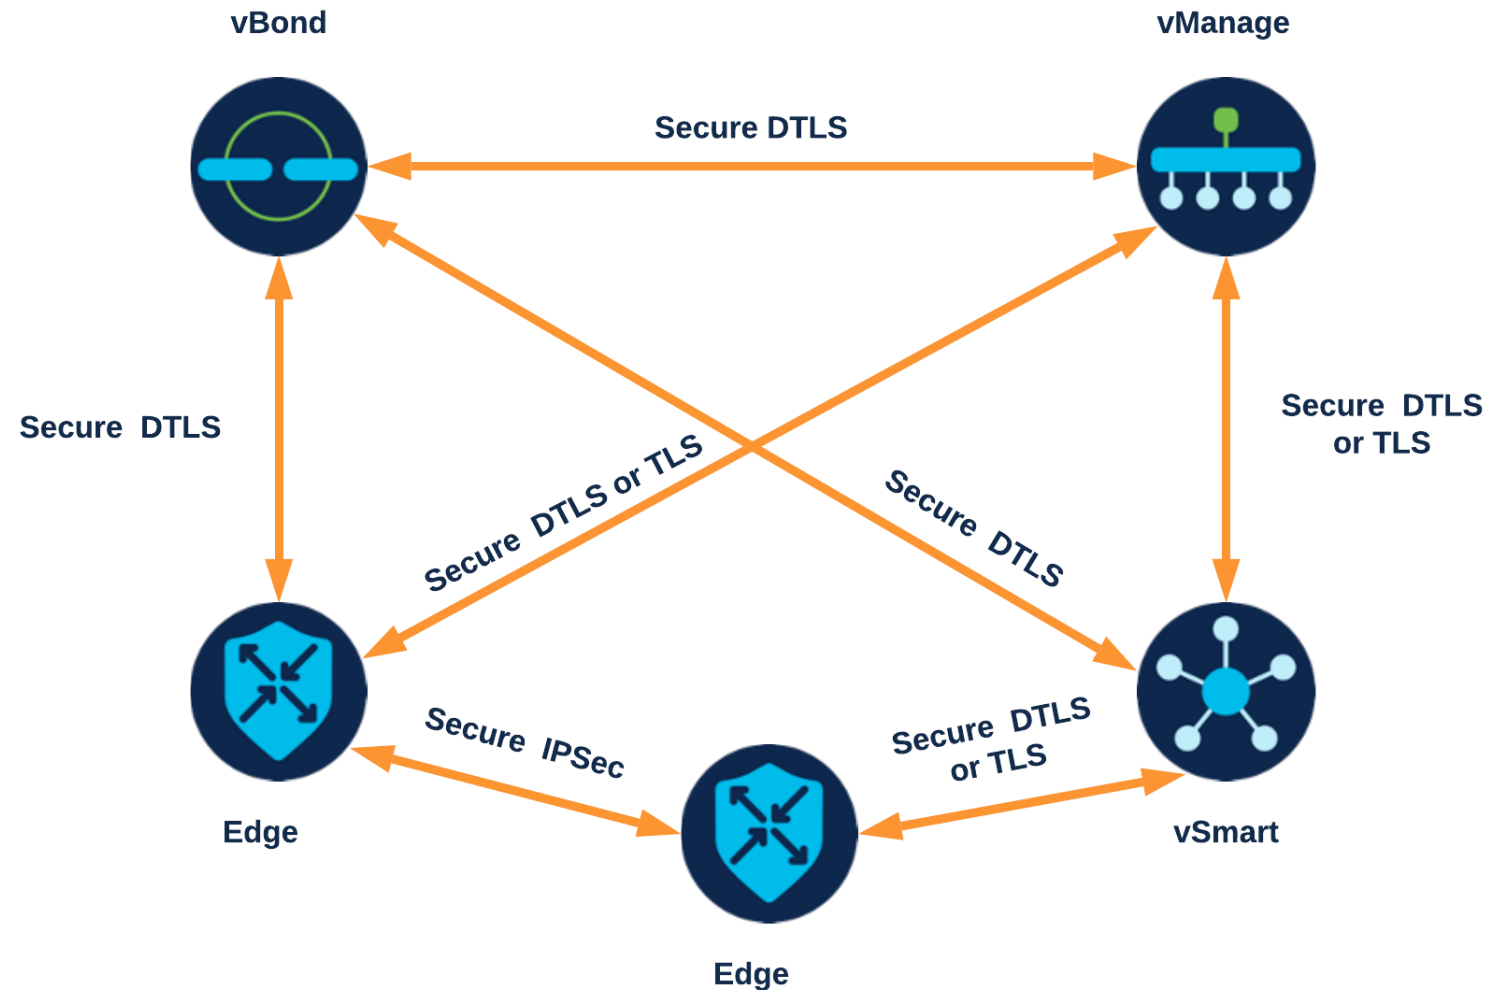 vBond
vManage
Secure DTLS
Secure DTLS
Secure DTLS or TLS
Secure DTLS
Secure DTLS
or TLS
Secure IPSec
Secure DTLS
or TLS
Edge
vSmart
Edge